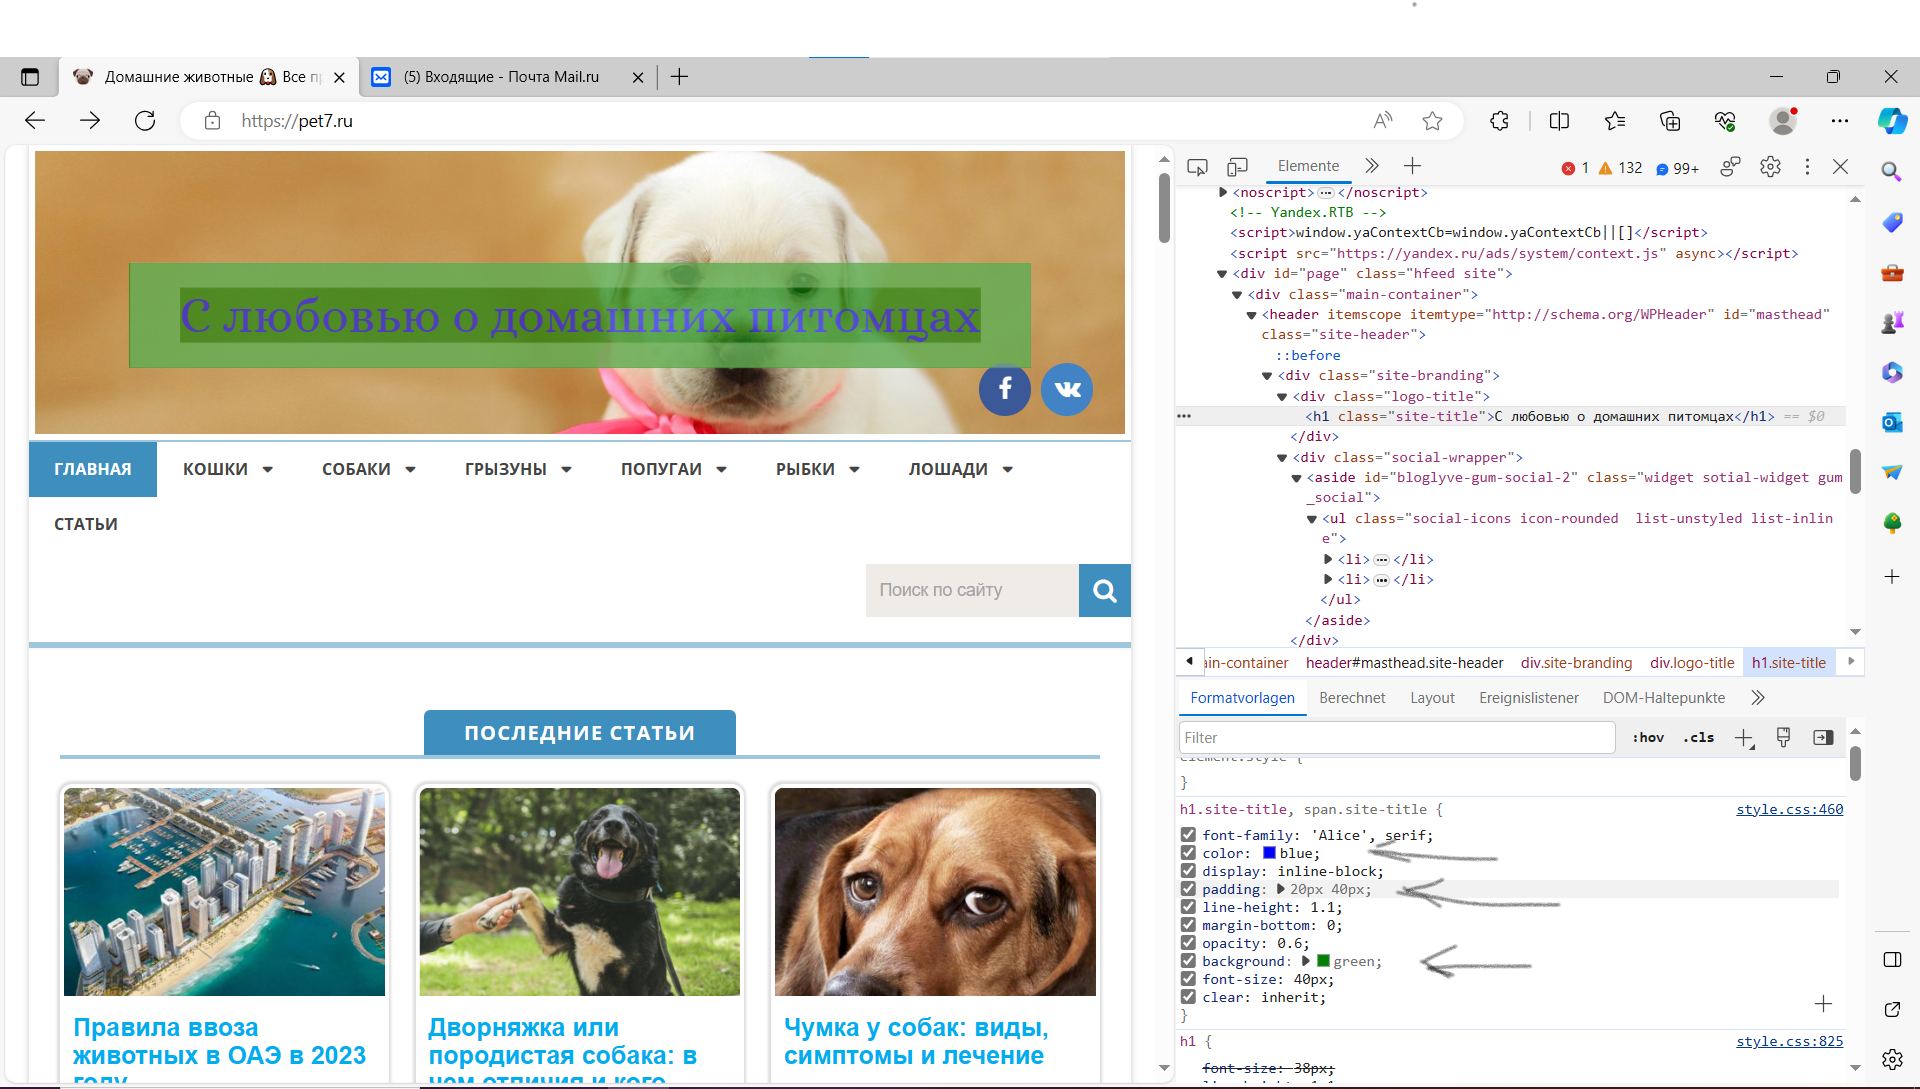 Домашние животные Все п
(5) Входящие - Почта Mail.ru
https://pet7.ru
С любовью о домашних питомцах
ГЛАВНАЯ
КОШКИ
СОБАКИ
ГРЫЗУНЫ
ПОПУГАИ
РЫБКИ
ЛОШАДИ
СТАТЬИ
Поиск по сайту
ПОСЛЕДНИЕ СТАТЬИ
Правила ввоза
животных в ОАЭ в 2023
году
Дворняжка или
породистая собака: в
чем отличия и кого
Чумка у собак: виды,
симптомы и лечение
Elemente
1
132
99+
<noscript>…</noscript>
<!-- Yandex.RTB -->
<script>window.yaContextCb=window.yaContextCb||[]</script>
<script src="https://yandex.ru/ads/system/context.js" async></script>
<div id="page" class="hfeed site">
<div class="main-container">
<header itemscope itemtype="http://schema.org/WPHeader" id="masthead"
class="site-header">
::before
<div class="site-branding">
<div class="logo-title">
<h1 class="site-title">С любовью о домашних питомцах</h1> == $0
</div>
<div class="social-wrapper">
<aside id="bloglyve-gum-social-2" class="widget sotial-widget gum
_social">
<ul class="social-icons icon-rounded  list-unstyled list-inlin
e">
<li>…</li>
<li>…</li>
</ul>
</aside>
</div>
ain-container header#masthead.site-header div.site-branding div.logo-title h1.site-title
Formatvorlagen Berechnet Layout Ereignislistener DOM-Haltepunkte
Filter
:hov .cls
element.style {
}
h1.site-title, span.site-title { style.css:460
font-family: 'Alice', serif;
color: blue;
display: inline-block;
padding: 20px 40px;
line-height: 1.1;
margin-bottom: 0;
opacity: 0.6;
background: green;
font-size: 40px;
clear: inherit;
}
h1 { style.css:825
font-size: 38px;